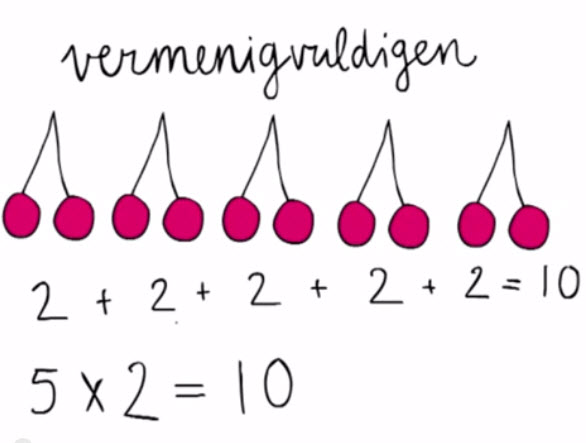 vermenigvuldigen
2 + 2 + 2 + 2 + 2 = 10
5 x 2 = 10